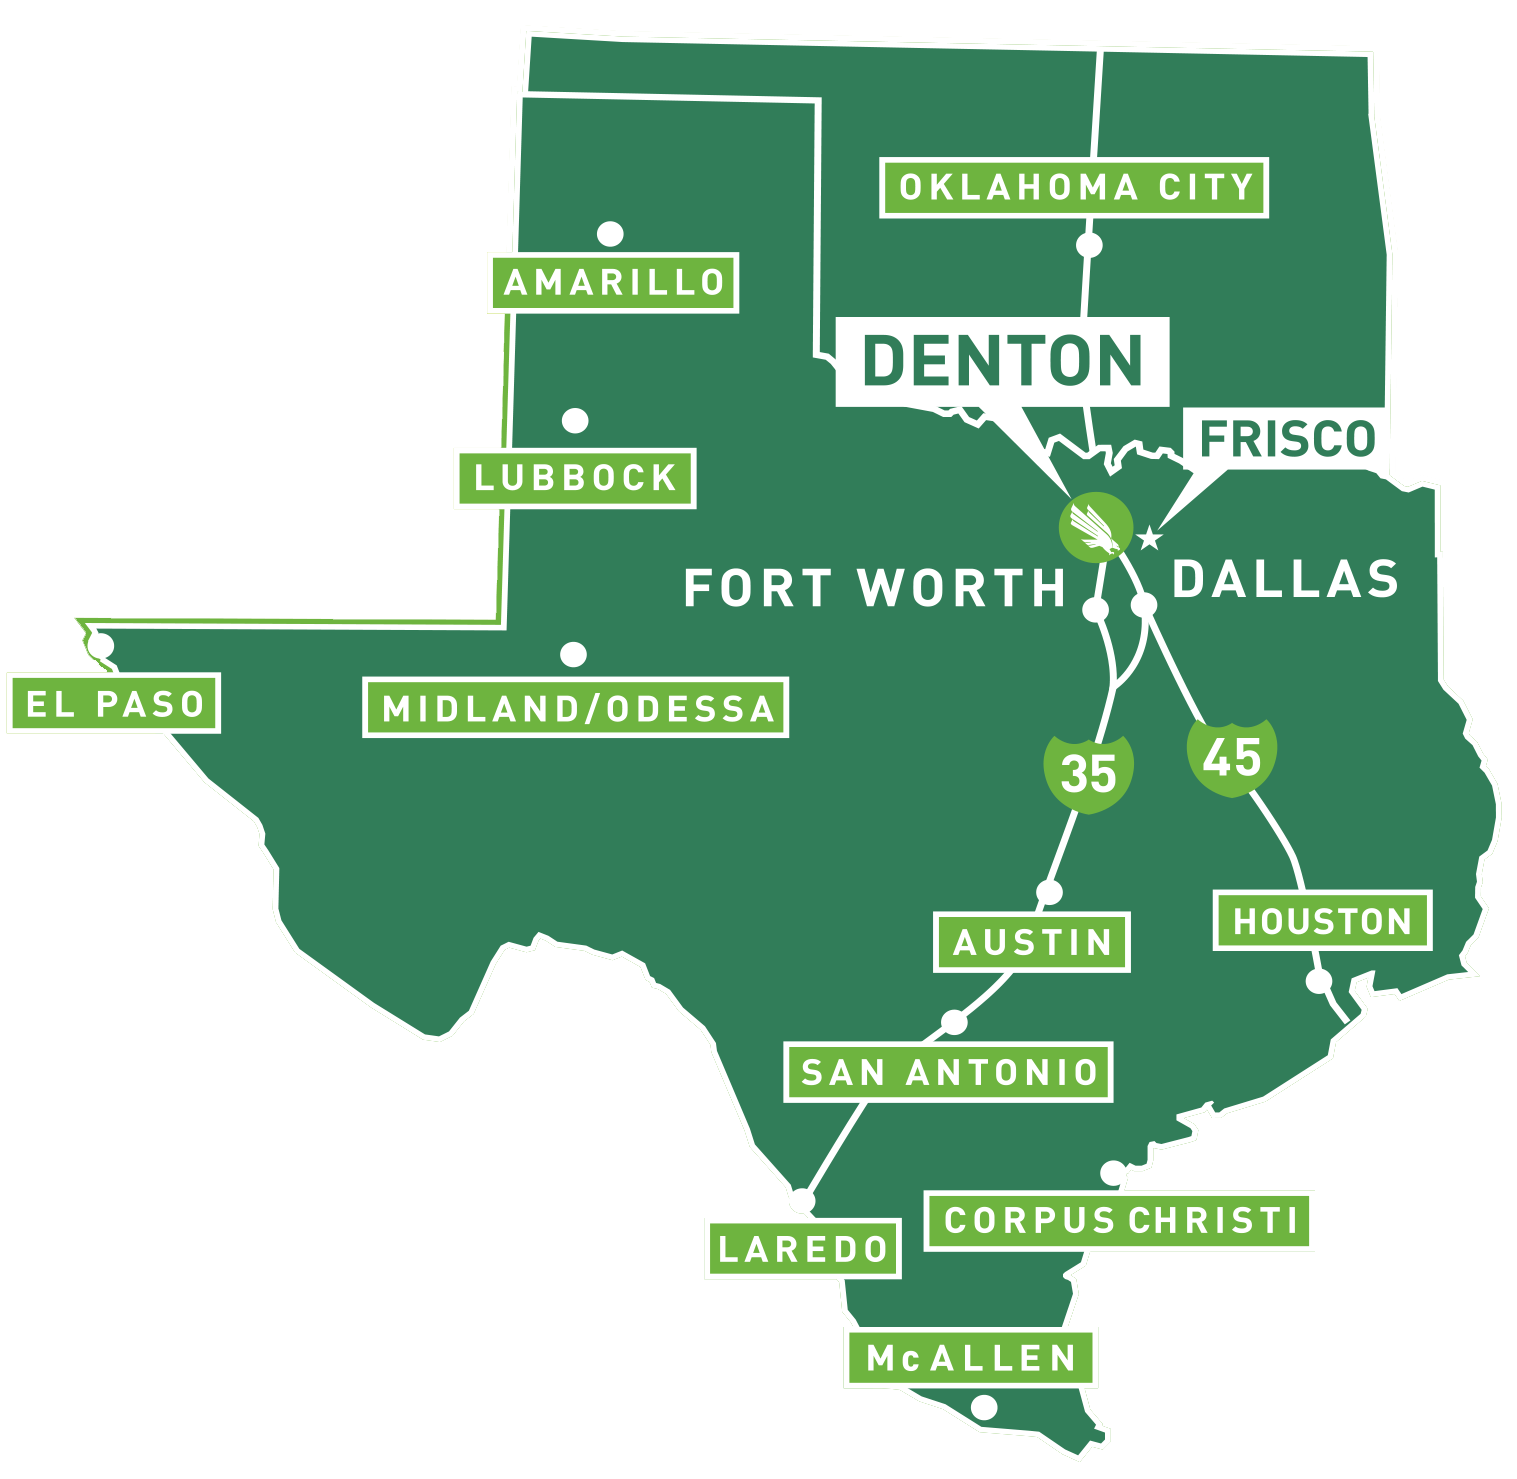 OKLAHOMA CITY
AMARILLO
DENTON
FRISCO
LUBBOCK
FORT WORTH
DALLAS
EL PASO
MIDLAND/ODESSA
35
45
AUSTIN
HOUSTON
SAN ANTONIO
CORPUS CHRISTI
LAREDO
McALLEN